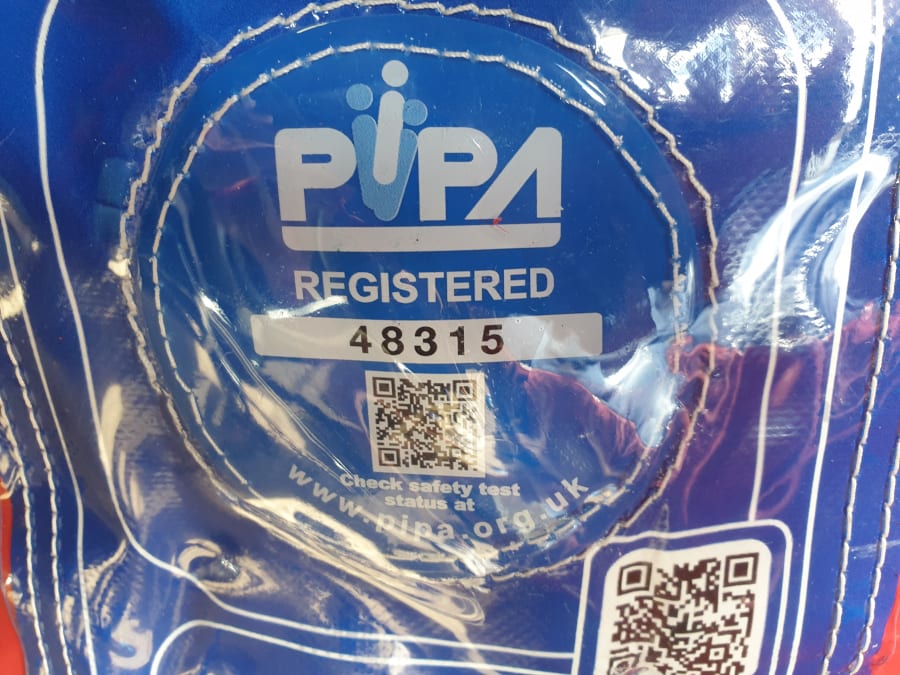 PIPA
REGISTERED
48315
Check safety test
status at
www.pipa.org.uk
S